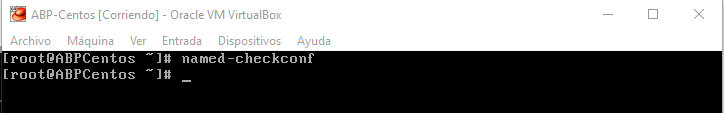 ABP-Centos [Corriendo] - Oracle VM VirtualBox
Archivo Máquina Ver Entrada Dispositivos Ayuda
[root@ABPCentos ~]# named-checkconf
[root@ABPCentos ~]# _